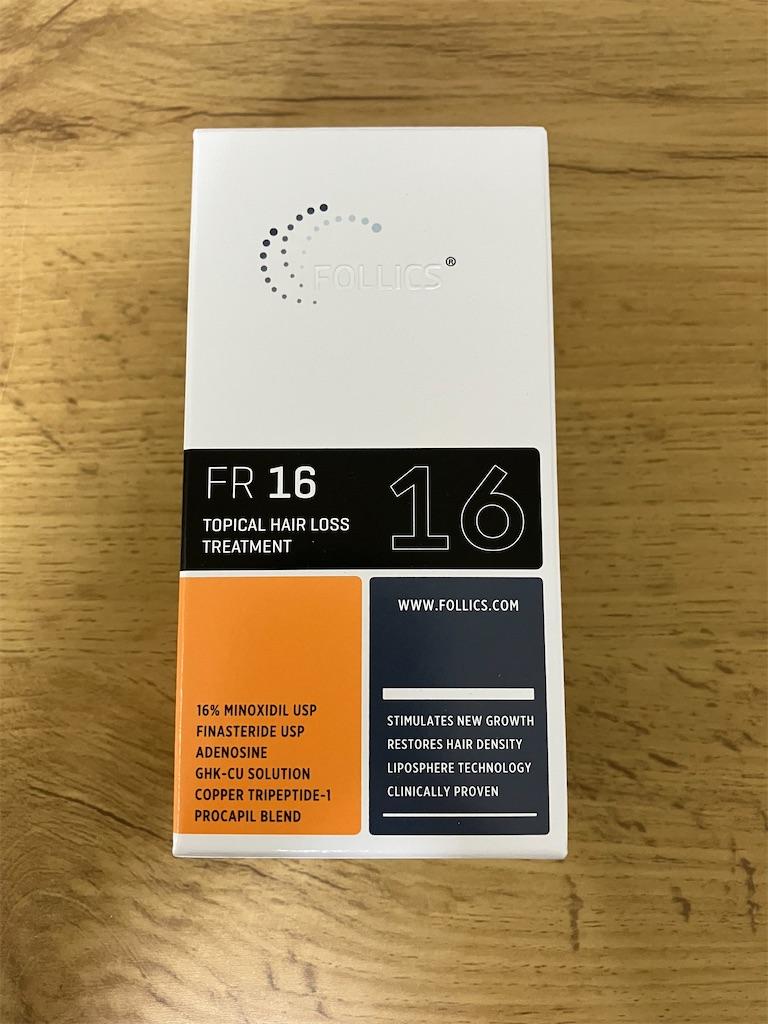 FOLLICS®
FR 16
TOPICAL HAIR LOSS
TREATMENT
16
16% MINOXIDIL USP
FINASTERIDE USP
ADENOSINE
GHK-CU SOLUTION
COPPER TRIPEPTIDE-1
PROCAPIL BLEND
WWW.FOLLICS.COM
STIMULATES NEW GROWTH
RESTORES HAIR DENSITY
LIPOSPHERE TECHNOLOGY
CLINICALLY PROVEN